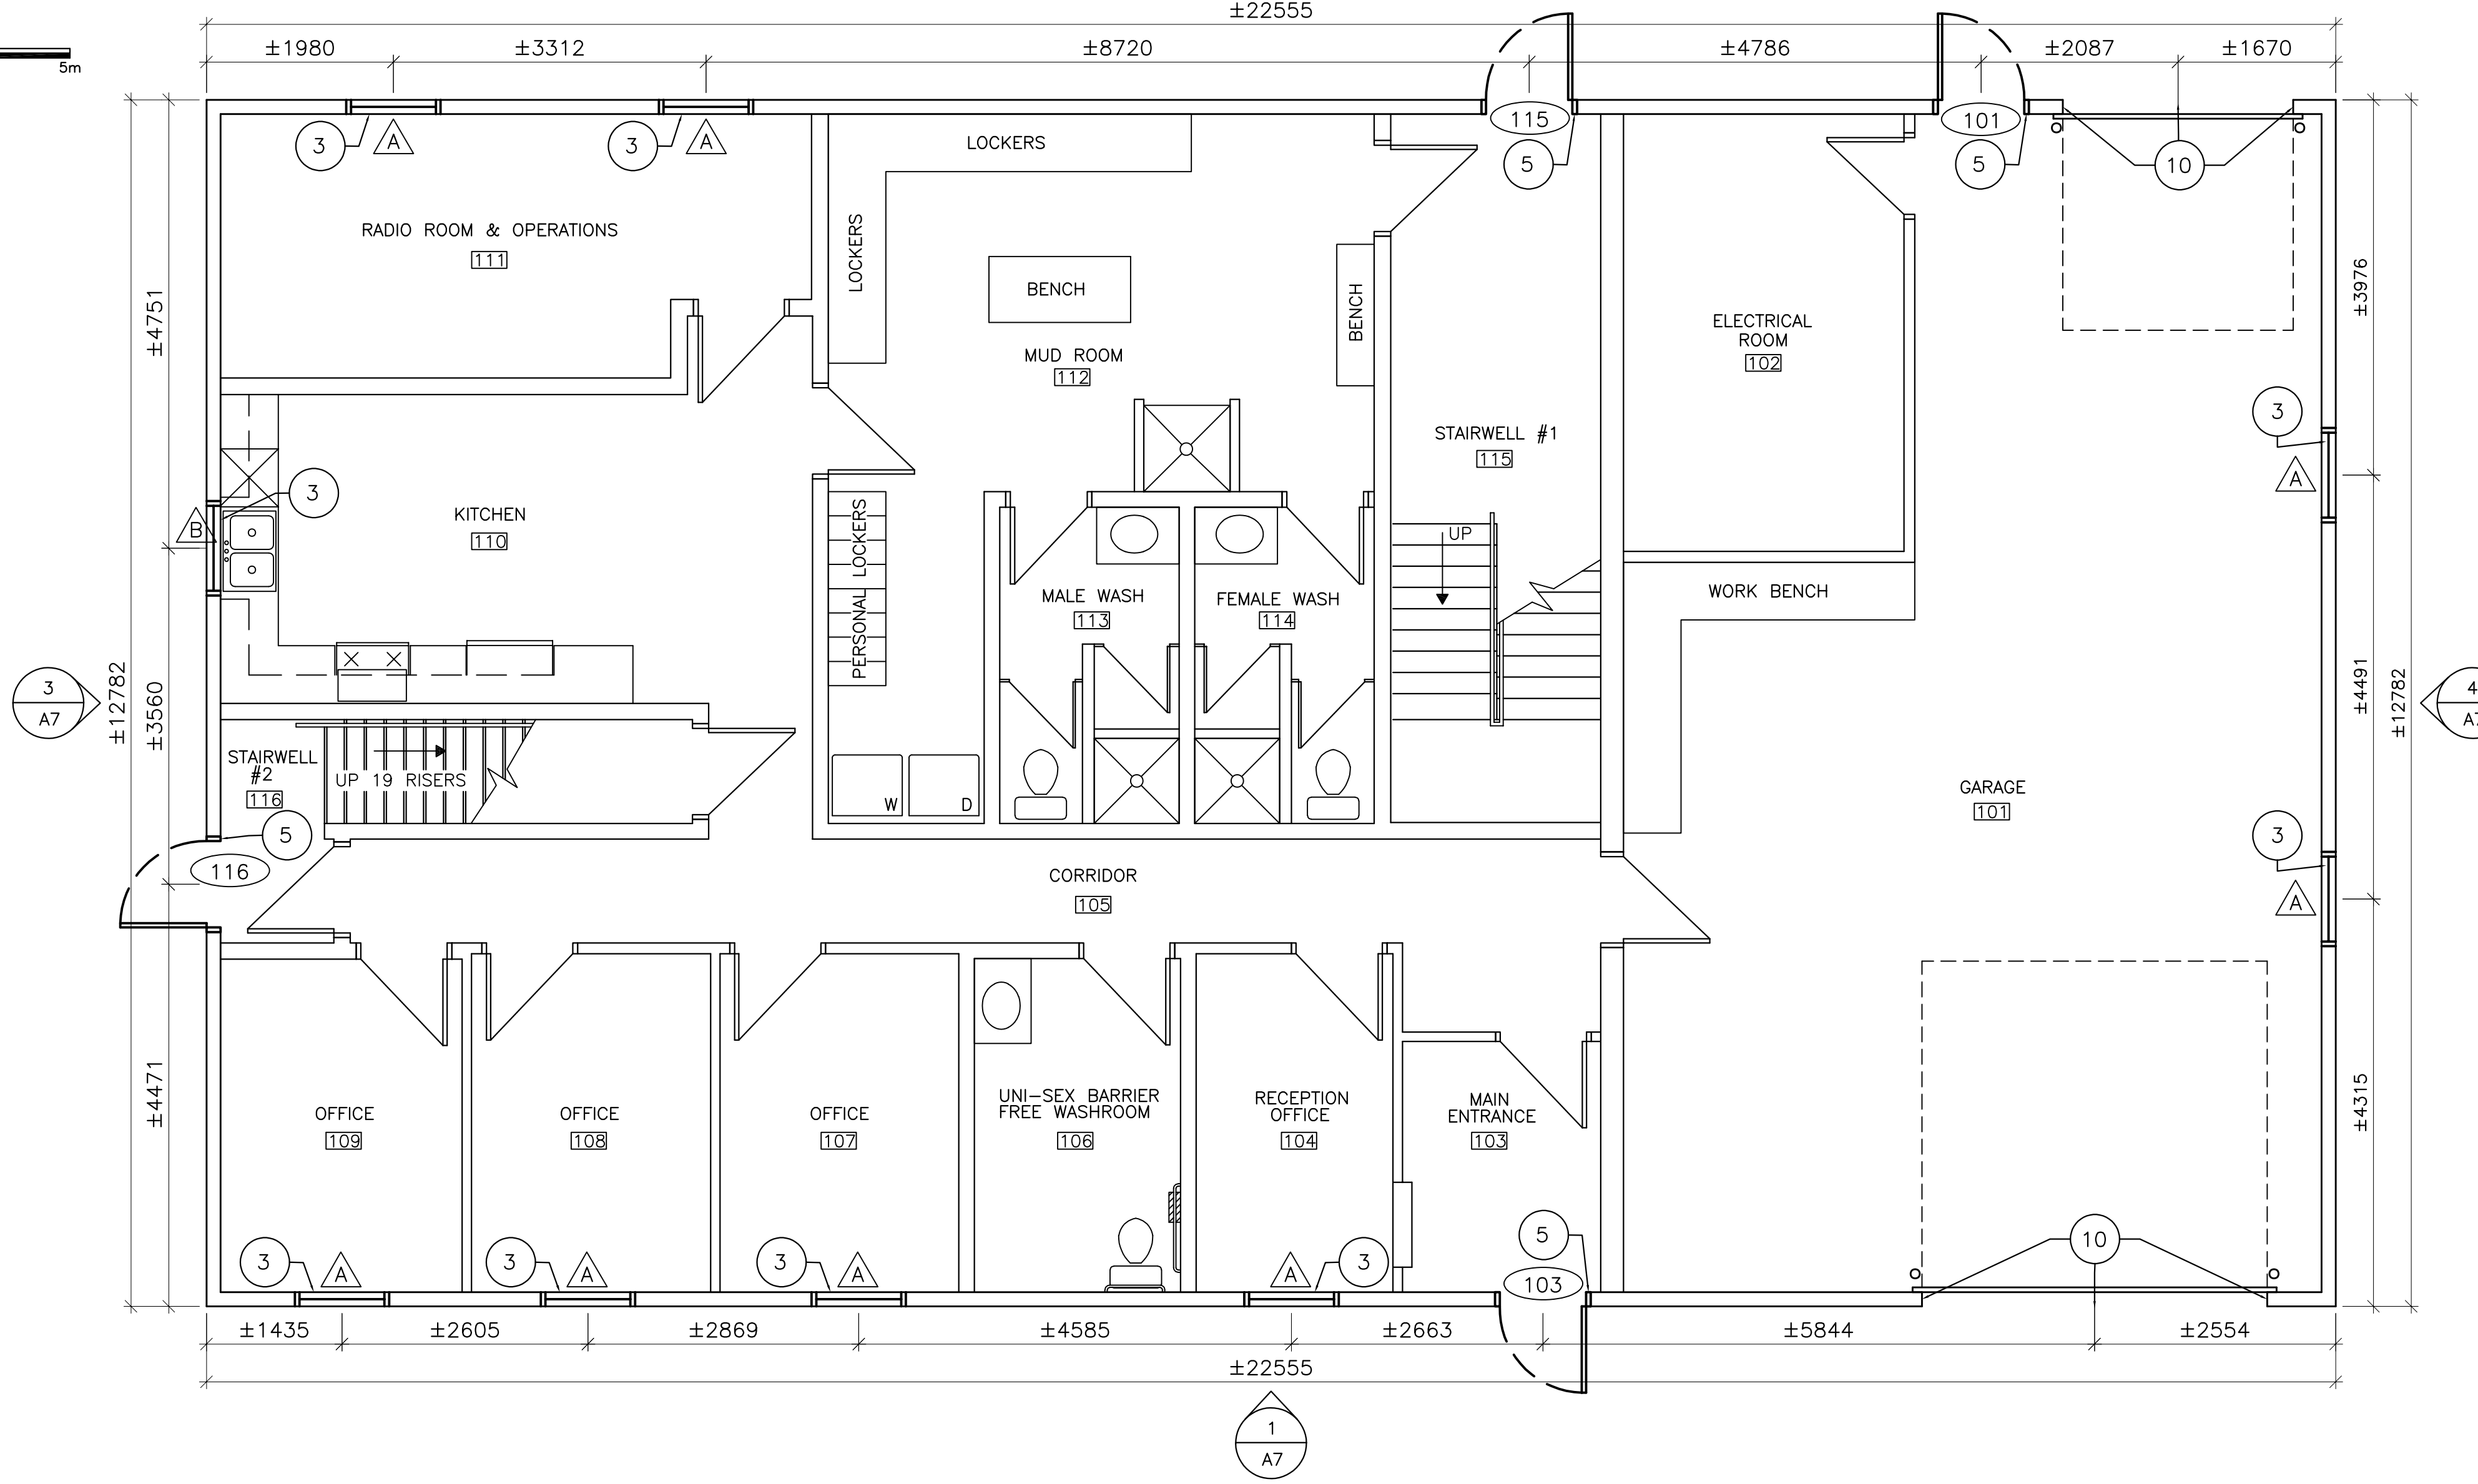 ±22555
±1980 ±3312 ±8720 ±4786 ±2087 ±1670
5m
115
101
3 A
3 A
5
5
10
LOCKERS
LOCKERS
RADIO ROOM & OPERATIONS
111
BENCH
BENCH
MUD ROOM
112
ELECTRICAL
ROOM
102
±4751
±3976
3
A
STAIRWELL #1
115
UP
3
B
KITCHEN
110
PERSONAL LOCKERS
MALE WASH
113
FEMALE WASH
114
WORK BENCH
3
A7
±12782
±3560
±4491
±12782
4
A7
STAIRWELL
#2
116
UP 19 RISERS
W D
GARAGE
101
5
116
3
A
CORRIDOR
105
±4471
±4315
OFFICE
109
OFFICE
108
OFFICE
107
UNI-SEX BARRIER
FREE WASHROOM
106
RECEPTION
OFFICE
104
MAIN
ENTRANCE
103
3 A
3 A
3 A
A 3
5
103
10
±1435 ±2605 ±2869 ±4585 ±2663 ±5844 ±2554
±22555
1
A7